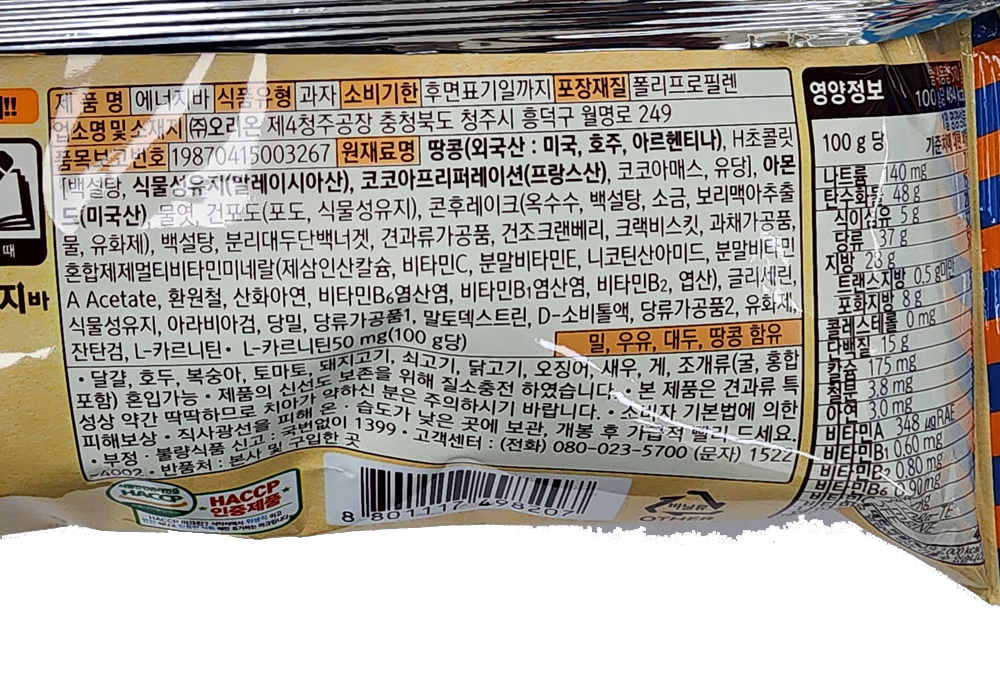 제 품 명 에너지바 식품유형 과자 소비기한 후면표기일까지 포장재질 폴리프로필렌
업소명및소재지 ㈜오리온 제4청주공장 충청북도 청주시 흥덕구 월명로 249
품목보고번호 19870415003267 원재료명 땅콩(외국산 : 미국, 호주, 아르헨티나), H초콜릿
[백설탕, 식물성유지(말레이시아산), 코코아프리퍼레이션(프랑스산), 코코아매스, 유당], 아몬
드(미국산), 물엿, 건포도(포도, 식물성유지), 콘후레이크(옥수수, 백설탕, 소금, 보리맥아추출
물, 유화제), 백설탕, 분리대두단백너겟, 견과류가공품, 건조크랜베리, 크랙비스킷, 과채가공품,
혼합제제멀티비타민미네랄(제삼인산칼슘, 비타민C, 분말비타민E, 니코틴산아미드, 분말비타민
A Acetate, 환원철, 산화아연, 비타민B₆염산염, 비타민B₁염산염, 비타민B₂, 엽산), 글리세린,
식물성유지, 아라비아검, 당밀, 당류가공품1, 말토덱스트린, D-소비톨액, 당류가공품2, 유화제,
잔탄검, L-카르니틴• L-카르니틴50 mg(100 g당)
밀, 우유, 대두, 땅콩 함유
• 달걀, 호두, 복숭아, 토마토, 돼지고기, 쇠고기, 닭고기, 오징어, 새우, 게, 조개류(굴, 홍합
포함) 혼입가능 • 제품의 신선도 보존을 위해 질소충전 하였습니다. • 본 제품은 견과류 특
성상 약간 딱딱하므로 치아가 약하신 분은 주의하시기 바랍니다. • 소비자 기본법에 의한
피해보상 • 직사광선을 피해 온 · 습도가 낮은 곳에 보관, 개봉 후 가급적 빨리 드세요.
• 부정 · 불량식품 신고 : 국번없이 1399 • 고객센터 : (전화) 080-023-5700 (문자) 1522
-4002 • 반품처 : 본사 및 구입한 곳
HACCP
HACCP
인증제품
8 801117 498207
비닐류
OTHER
영양정보
100 g 당
나트륨 140 mg
탄수화물 48 g
식이섬유 5 g
당류 37 g
지방 28 g
트랜스지방 0.5 g미만
포화지방 8 g
콜레스테롤 0 mg
단백질 15 g
칼슘 175 mg
철분 3.8 mg
아연 3.0 mg
비타민A 348 µgRAE
비타민B₁ 0.60 mg
비타민B₂ 0.80 mg
비타민B₆ 0.90mg
지바
때